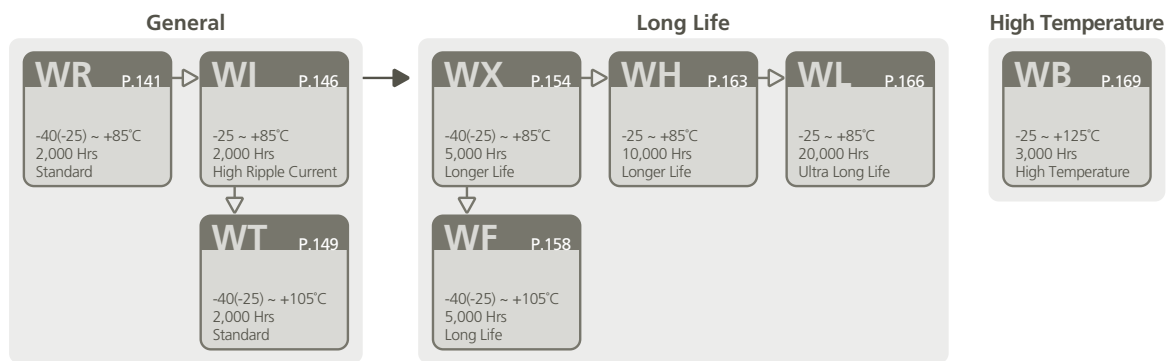 General
WR P.141
-40(-25) ~ +85˚C
2,000 Hrs
Standard
WI P.146
-25 ~ +85˚C
2,000 Hrs
High Ripple Current
WT P.149
-40(-25) ~ +105˚C
2,000 Hrs
Standard
Long Life
WX P.154
-40(-25) ~ +85˚C
5,000 Hrs
Longer Life
WH P.163
-25 ~ +85˚C
10,000 Hrs
Longer Life
WL P.166
-25 ~ +85˚C
20,000 Hrs
Ultra Long Life
WF P.158
-40(-25) ~ +105˚C
5,000 Hrs
Long Life
High Temperature
WB P.169
-25 ~ +125˚C
3,000 Hrs
High Temperature